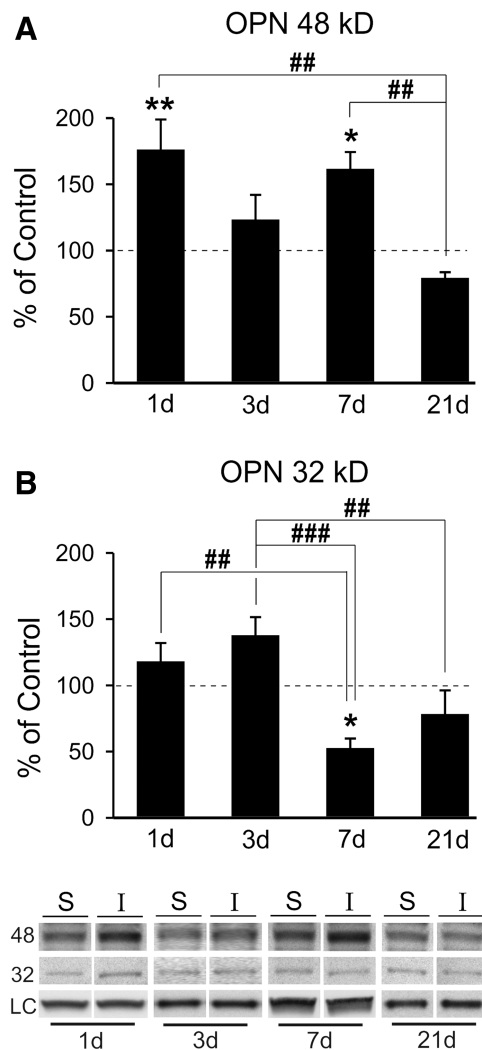 A
OPN 48 kD
##
##
**
*
200
150
100
50
0
% of Control
1d 3d 7d 21d
B
OPN 32 kD
##
###
##
*
200
150
100
50
0
% of Control
1d 3d 7d 21d
S I S I S I S I
48
32
LC
1d 3d 7d 21d